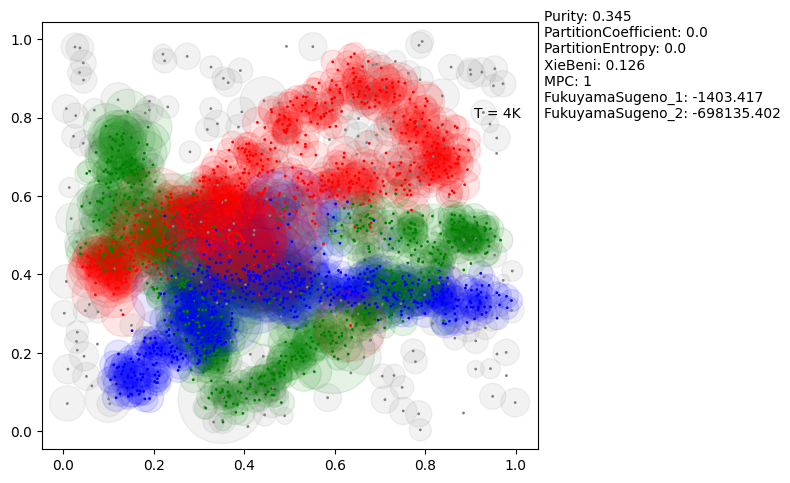 Purity: 0.345
PartitionCoefficient: 0.0
PartitionEntropy: 0.0
XieBeni: 0.126
MPC: 1
FukuyamaSugeno_1: -1403.417
FukuyamaSugeno_2: -698135.402
T = 4K
1.0
0.8
0.6
0.4
0.2
0.0
0.0 0.2 0.4 0.6 0.8 1.0